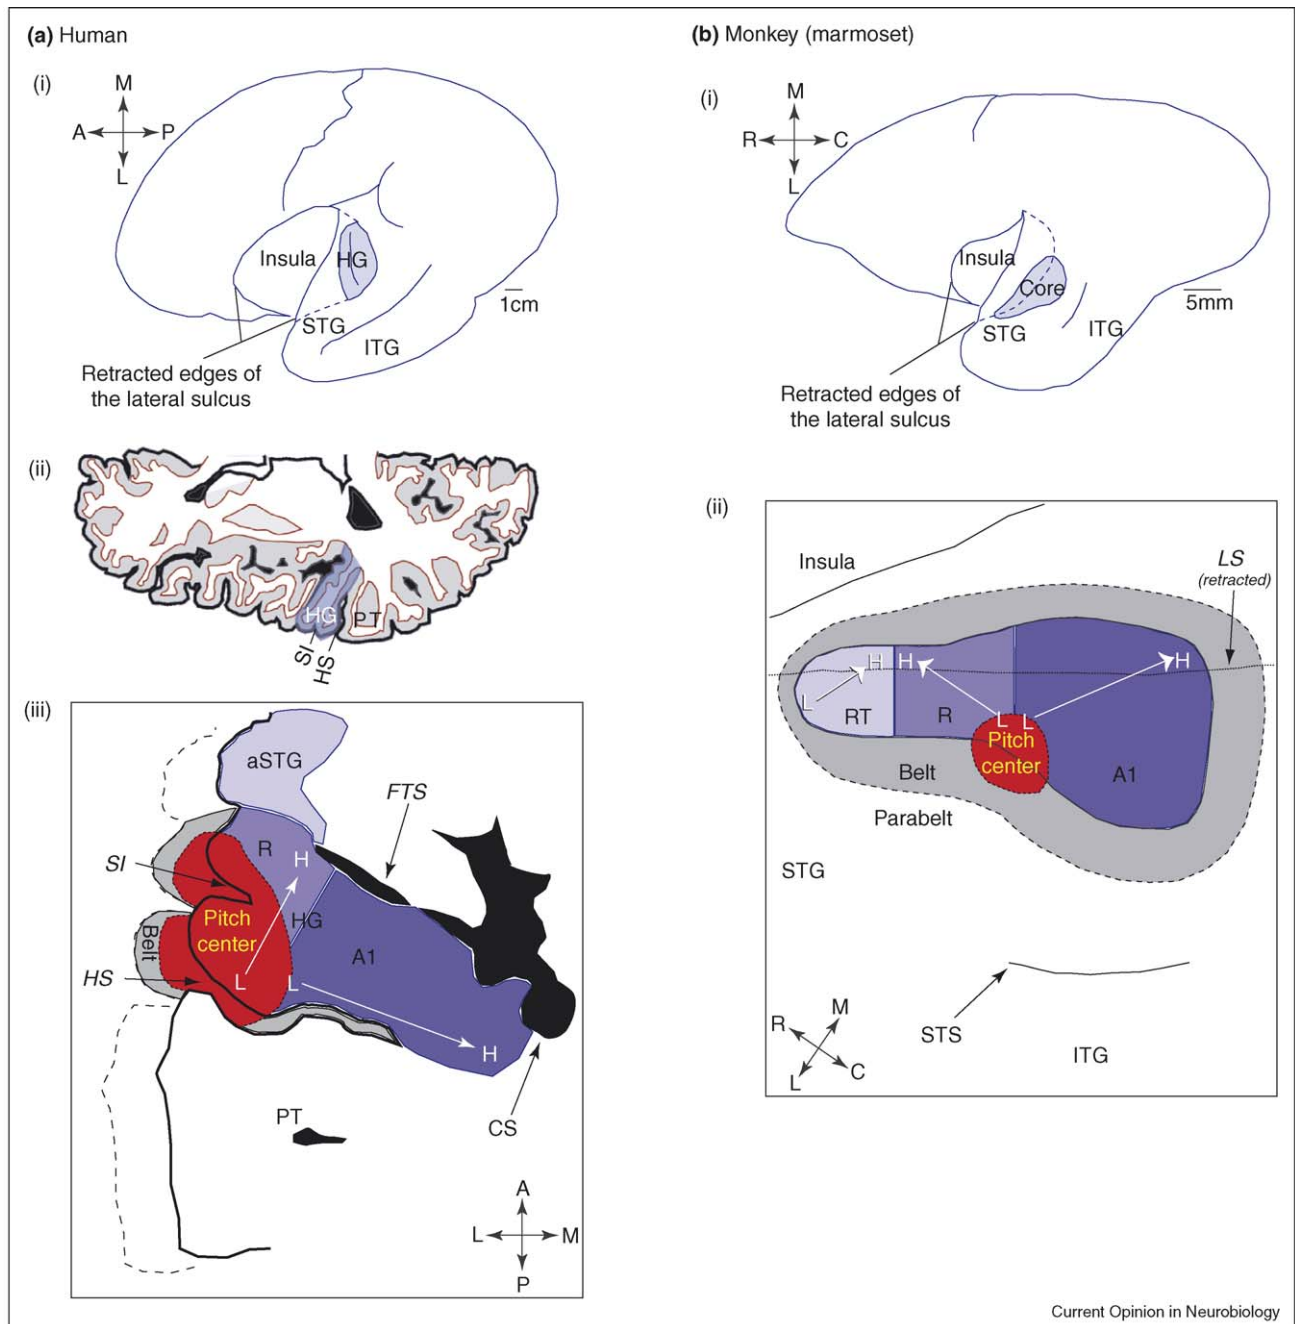 (a) Human
(i)
M
A
P
L
Insula
HG
1cm
STG
ITG
Retracted edges of
the lateral sulcus
(ii)
HG
PT
SI
HS
(iii)
aSTG
FTS
R
H
SI
HG
Pitch
center
Belt
A1
HS
L
L
H
PT
CS
A
L
M
P
(b) Monkey (marmoset)
(i)
M
R
C
L
Insula
Core
5mm
STG
ITG
Retracted edges of
the lateral sulcus
(ii)
Insula
LS
(retracted)
H
H
H
L
RT
R
L
L
Pitch
center
A1
Belt
Parabelt
STG
STS
ITG
R
M
L
C
Current Opinion in Neurobiology